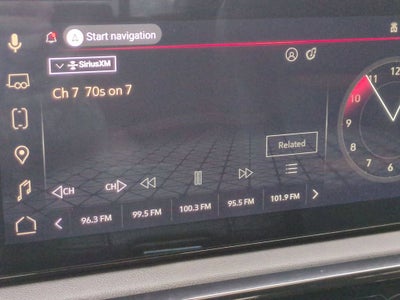 Start navigation
SiriusXM
Ch 7 70s on 7
12
11
10
9
8
7
6
Related
CH
CH
96.3 FM
99.5 FM
100.3 FM
95.5 FM
101.9 FM